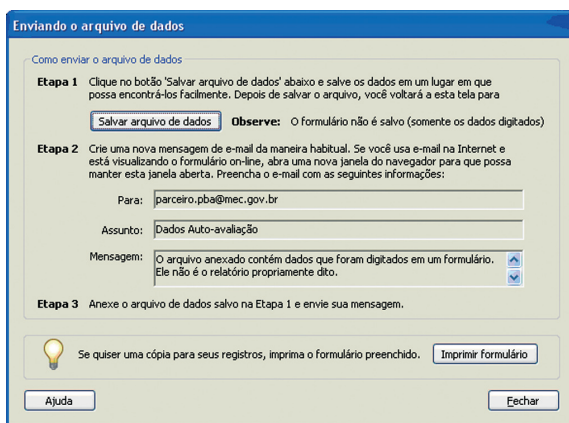 Enviando o arquivo de dados
Como enviar o arquivo de dados
Etapa 1 Clique no botão 'Salvar arquivo de dados' abaixo e salve os dados em um lugar em que
possa encontrá-los facilmente. Depois de salvar o arquivo, você voltará a esta tela para
Salvar arquivo de dados Observe: O formulário não é salvo (somente os dados digitados)
Etapa 2 Crie uma nova mensagem de e-mail da maneira habitual. Se você usa e-mail na Internet e
está visualizando o formulário on-line, abra uma nova janela do navegador para que possa
manter esta janela aberta. Preencha o e-mail com as seguintes informações:
Para: parceiro.pba@mec.gov.br
Assunto: Dados Auto-avaliação
Mensagem: O arquivo anexado contém dados que foram digitados em um formulário.
Ele não é o relatório propriamente dito.
Etapa 3 Anexe o arquivo de dados salvo na Etapa 1 e envie sua mensagem.
Se quiser uma cópia para seus registros, imprima o formulário preenchido. Imprimir formulário
Ajuda Fechar